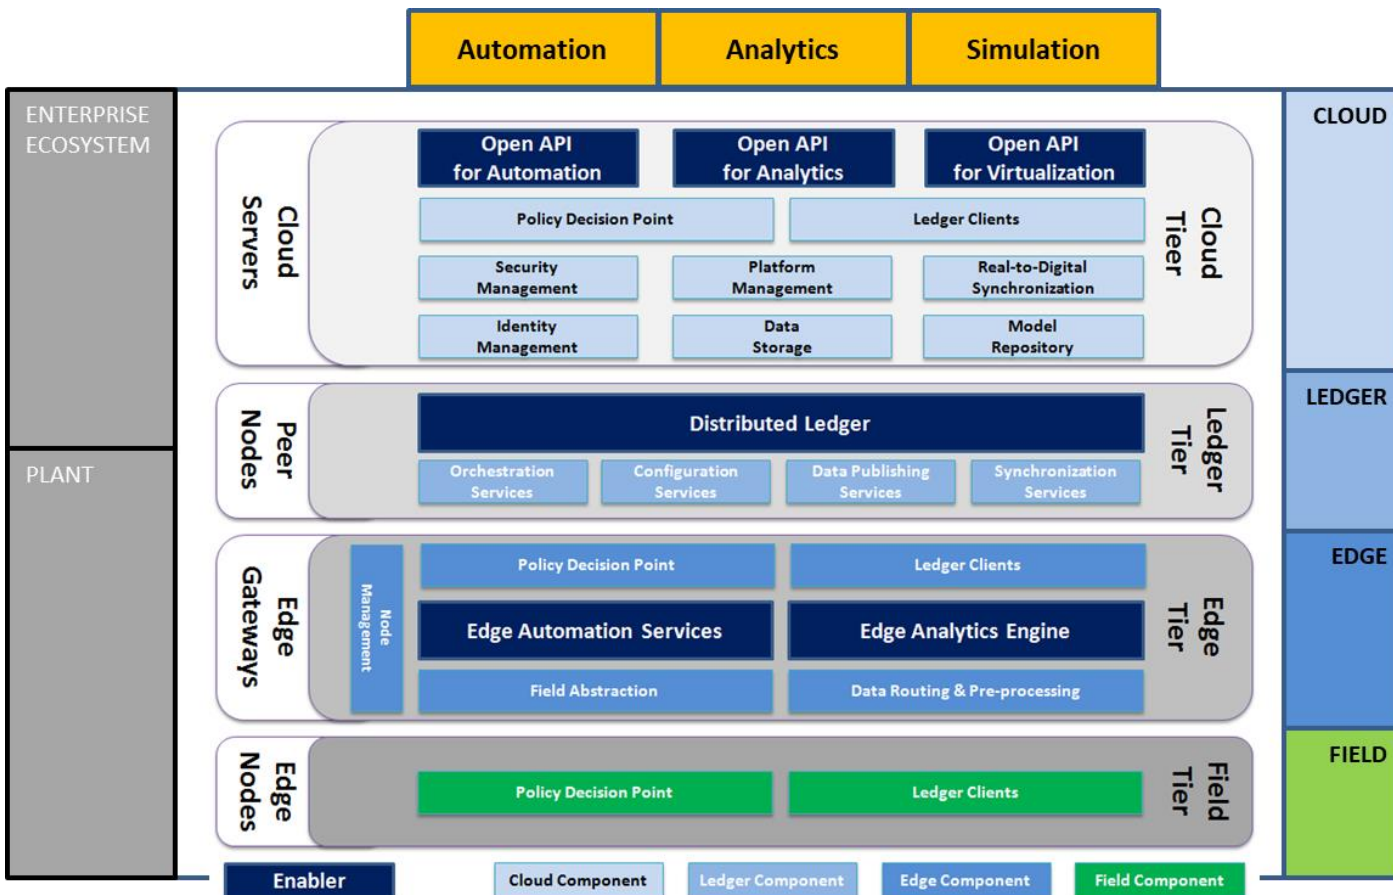 Automation
Analytics
Simulation
ENTERPRISE
ECOSYSTEM
PLANT
CLOUD
LEDGER
EDGE
FIELD
Cloud
Servers
Open API
for Automation
Open API
for Analytics
Open API
for Virtualization
Policy Decision Point
Ledger Clients
Security
Management
Platform
Management
Real-to-Digital
Synchronization
Identity
Management
Data
Storage
Model
Repository
Cloud
Tieer
Peer
Nodes
Distributed Ledger
Orchestration
Services
Configuration
Services
Data Publishing
Services
Synchronization
Services
Ledger
Tier
Edge
Gateways
Node
Management
Policy Decision Point
Ledger Clients
Edge Automation Services
Edge Analytics Engine
Field Abstraction
Data Routing & Pre-processing
Edge
Tier
Edge
Nodes
Policy Decision Point
Ledger Clients
Field
Tier
Enabler
Cloud Component
Ledger Component
Edge Component
Field Component